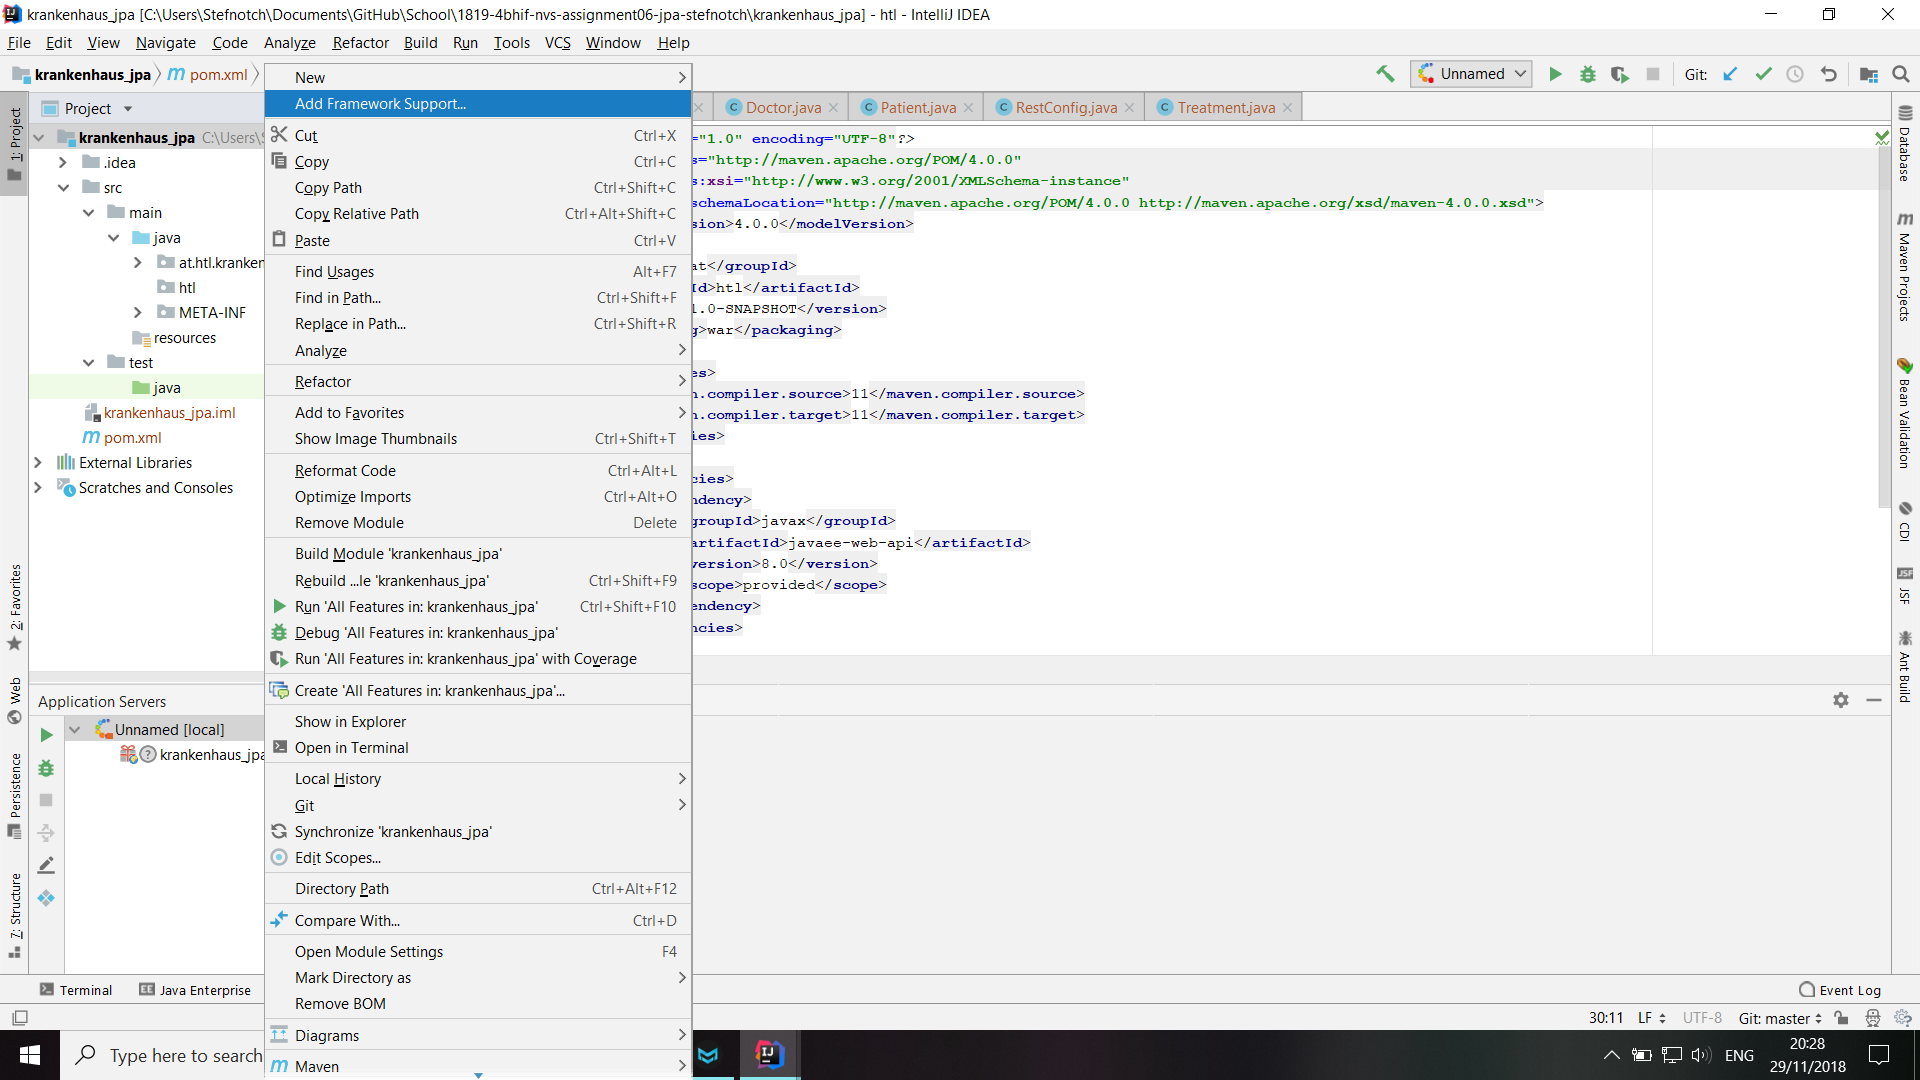 krankenhaus_jpa [C:\Users\Stefnotch\Documents\GitHub\School\1819-4bhif-nvs-assignment06-jpa-stefnotch\krankenhaus_jpa] - htl - IntelliJ IDEA
File Edit View Navigate Code Analyze Refactor Build Run Tools VCS Window Help
krankenhaus_jpa pom.xml
Unnamed Git:
1: Project
2: Favorites
Web
Persistence
7: Structure
Project
krankenhaus_jpa C:\Users\S
.idea
src
main
java
at.htl.kranken
htl
META-INF
resources
test
java
krankenhaus_jpa.iml
pom.xml
External Libraries
Scratches and Consoles
Application Servers
Unnamed [local]
krankenhaus_jpa
New
Add Framework Support...
Cut Ctrl+X
Copy Ctrl+C
Copy Path Ctrl+Shift+C
Copy Relative Path Ctrl+Alt+Shift+C
Paste Ctrl+V
Find Usages Alt+F7
Find in Path... Ctrl+Shift+F
Replace in Path... Ctrl+Shift+R
Analyze
Refactor
Add to Favorites
Show Image Thumbnails Ctrl+Shift+T
Reformat Code Ctrl+Alt+L
Optimize Imports Ctrl+Alt+O
Remove Module Delete
Build Module 'krankenhaus_jpa'
Rebuild ...le 'krankenhaus_jpa' Ctrl+Shift+F9
Run 'All Features in: krankenhaus_jpa' Ctrl+Shift+F10
Debug 'All Features in: krankenhaus_jpa'
Run 'All Features in: krankenhaus_jpa' with Coverage
Create 'All Features in: krankenhaus_jpa'...
Show in Explorer
Open in Terminal
Local History
Git
Synchronize 'krankenhaus_jpa'
Edit Scopes...
Directory Path Ctrl+Alt+F12
Compare With... Ctrl+D
Open Module Settings F4
Mark Directory as
Remove BOM
Diagrams
Maven
Doctor.java Patient.java RestConfig.java Treatment.java
="1.0" encoding="UTF-8"?>
s="http://maven.apache.org/POM/4.0.0"
s:xsi="http://www.w3.org/2001/XMLSchema-instance"
schemaLocation="http://maven.apache.org/POM/4.0.0 http://maven.apache.org/xsd/maven-4.0.0.xsd">
sion>4.0.0</modelVersion>
at</groupId>
Id>htl</artifactId>
1.0-SNAPSHOT</version>
g>war</packaging>
es>
n.compiler.source>11</maven.compiler.source>
n.compiler.target>11</maven.compiler.target>
ies>
cies>
ndency>
groupId>javax</groupId>
artifactId>javaee-web-api</artifactId>
version>8.0</version>
scope>provided</scope>
endency>
ncies>
Database
Maven Projects
Bean Validation
CDI
JSF
Ant Build
Terminal Java Enterprise Event Log
30:11 LF UTF-8 Git: master
Type here to search
ENG
20:28
29/11/2018